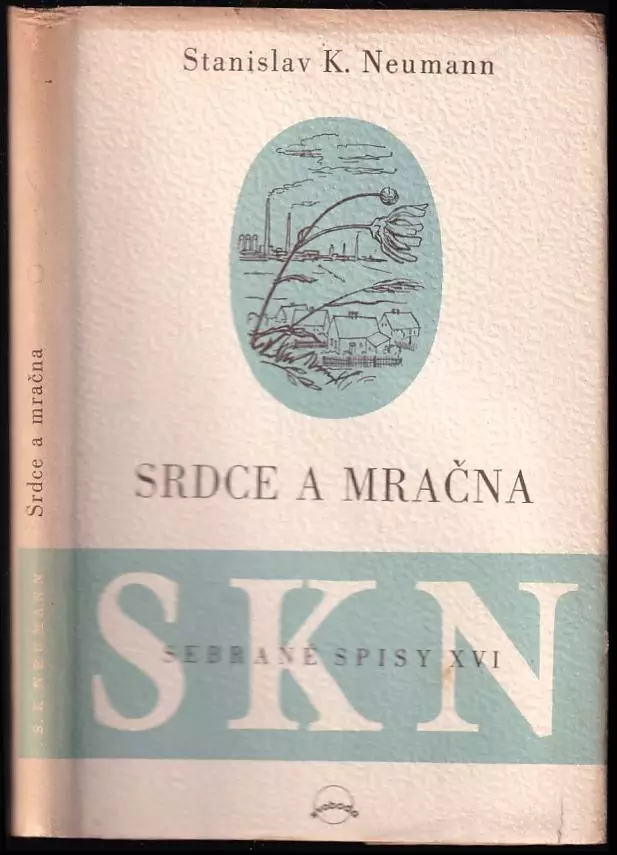 Stanislav K. Neumann
SRDCE A MRAČNA
SKN
SEBRANÉ SPISY XVI
svoboda
Srdce a mračna
S. K. NEUMANN